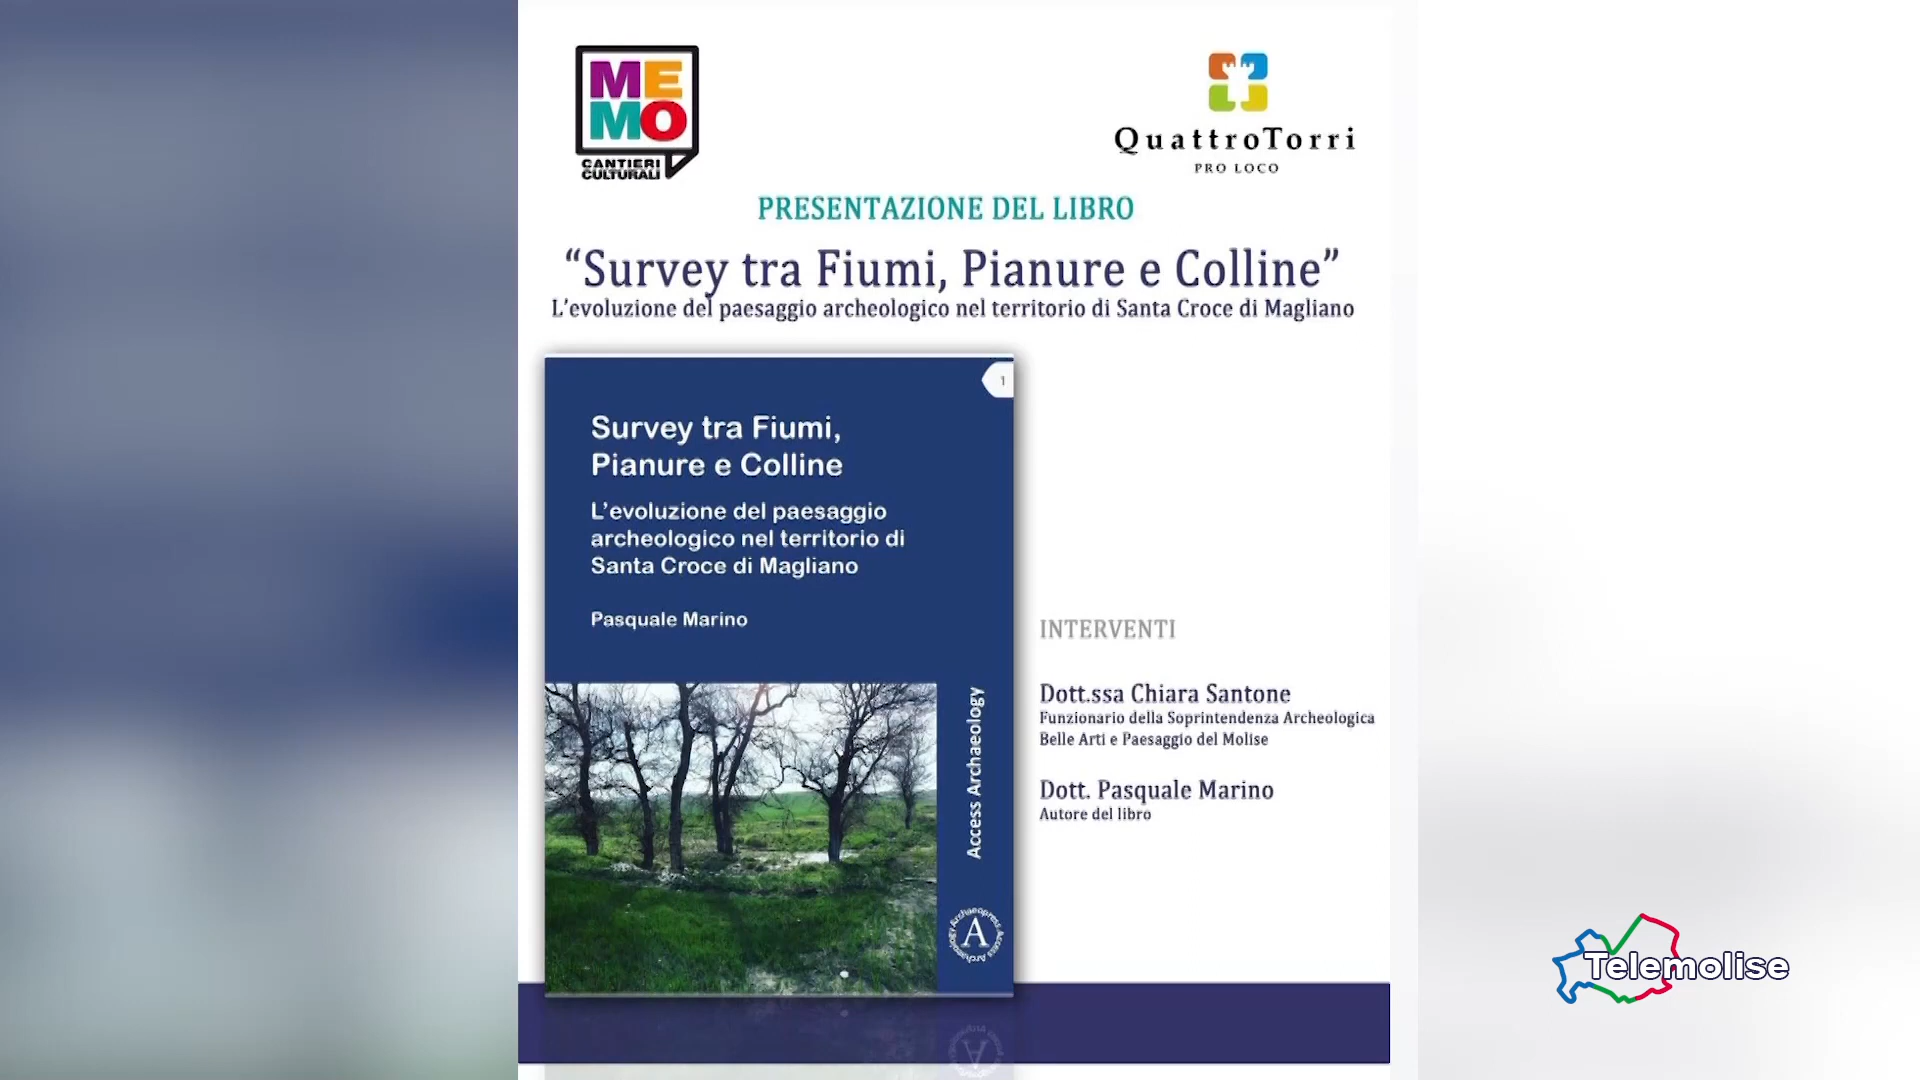 ME
MO
CANTIERI
CULTURALI
QuattroTorri
PRO LOCO
PRESENTAZIONE DEL LIBRO
“Survey tra Fiumi, Pianure e Colline”
L’evoluzione del paesaggio archeologico nel territorio di Santa Croce di Magliano
1
Survey tra Fiumi,
Pianure e Colline
L’evoluzione del paesaggio
archeologico nel territorio di
Santa Croce di Magliano
Pasquale Marino
Access Archaeology
Archaeopress Access Archaeology
A
INTERVENTI
Dott.ssa Chiara Santone
Funzionario della Soprintendenza Archeologica
Belle Arti e Paesaggio del Molise
Dott. Pasquale Marino
Autore del libro
Telemolise